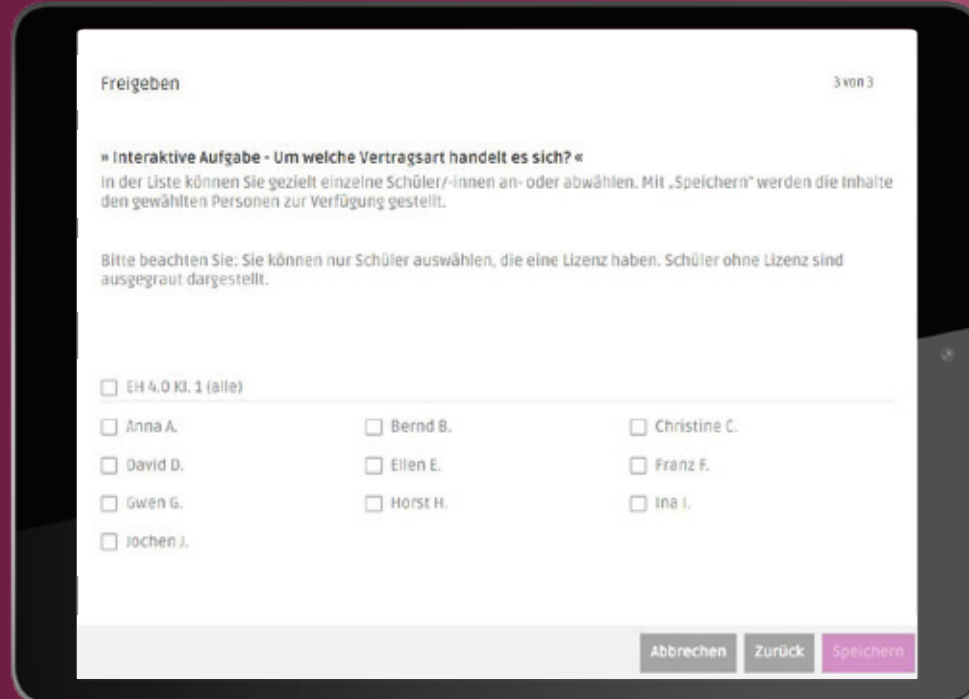 Freigeben
3 von 3
» Interaktive Aufgabe - Um welche Vertragsart handelt es sich? «
In der Liste können Sie gezielt einzelne Schüler/-innen an- oder abwählen. Mit „Speichern" werden die Inhalte
den gewählten Personen zur Verfügung gestellt.
Bitte beachten Sie: Sie können nur Schüler auswählen, die eine Lizenz haben. Schüler ohne Lizenz sind
ausgegraut dargestellt.
EH 4.0 Kl. 1 (alle)
Anna A. Bernd B. Christine C.
David D. Ellen E. Franz F.
Gwen G. Horst H. Ina I.
Jochen J.
Abbrechen Zurück Speichern